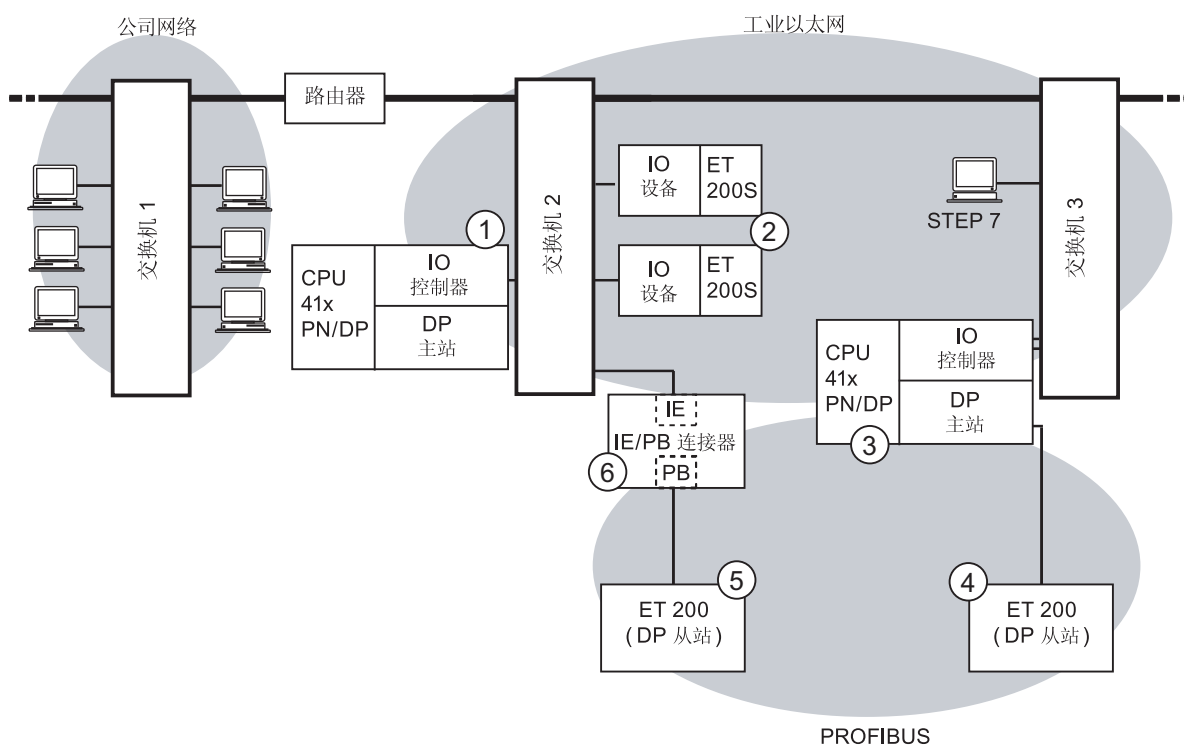 公司网络
工业以太网
路由器
交换机 1
交换机 2
交换机 3
IO
设备
ET
200S
IO
设备
ET
200S
STEP 7
1
2
CPU
41x
PN/DP
IO
控制器
DP
主站
CPU
41x
PN/DP
IO
控制器
DP
主站
3
IE
IE/PB 连接器
PB
6
5
ET 200
( DP 从站 )
4
ET 200
( DP 从站 )
PROFIBUS